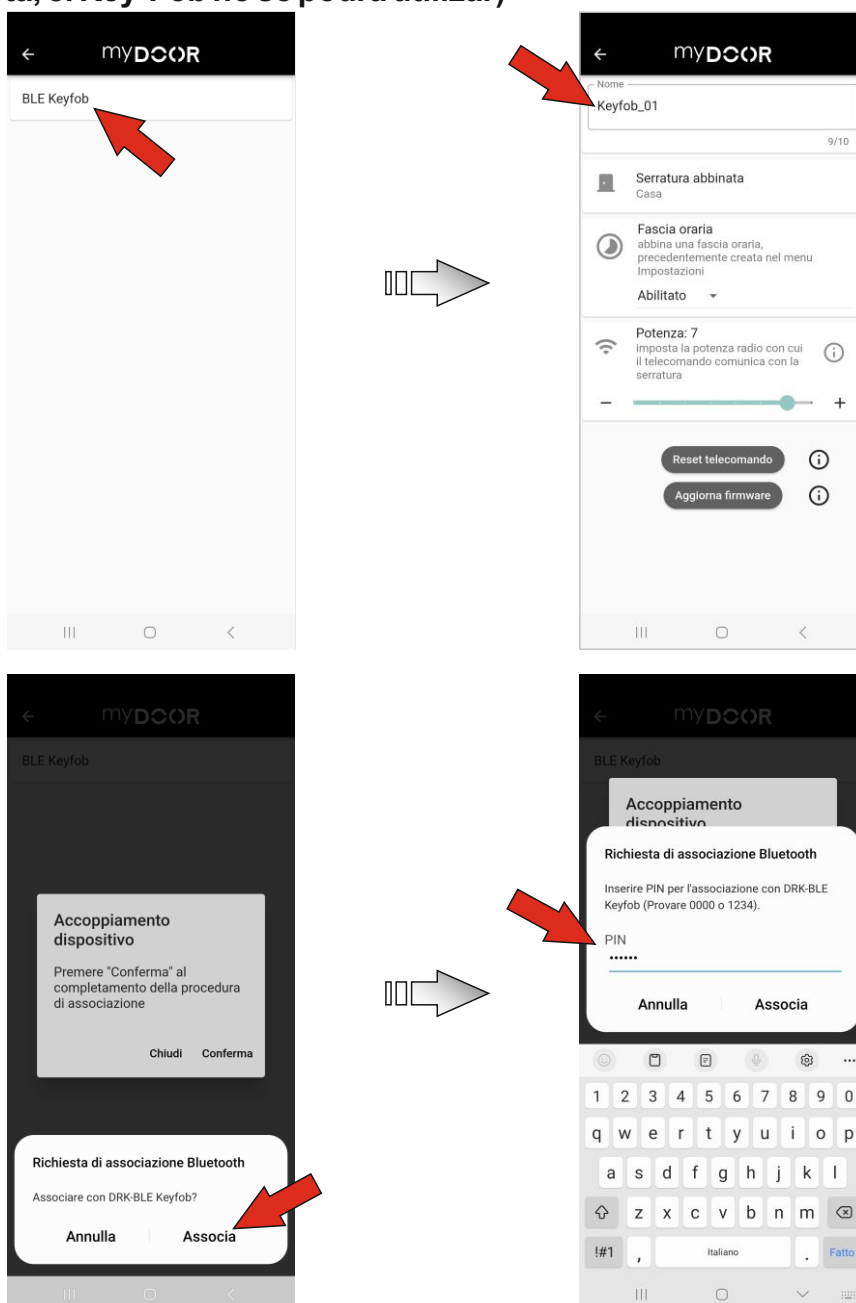 myDOOR
BLE Keyfob
myDOOR
Nome
Keyfob_01
9/10
Serratura abbinata
Casa
Fascia oraria
abbina una fascia oraria,
precedentemente creata nel menu
Impostazioni
Abilitato
Potenza: 7
imposta la potenza radio con cui
il telecomando comunica con la
serratura
Reset telecomando
Aggiorna firmware
myDOOR
BLE Keyfob
Accoppiamento
dispositivo
Premere "Conferma" al
completamento della procedura
di associazione
Chiudi Conferma
Richiesta di associazione Bluetooth
Associare con DRK-BLE Keyfob?
Annulla Associa
myDOOR
BLE Keyfob
Accoppiamento
dispositivo
Richiesta di associazione Bluetooth
Inserire PIN per l'associazione con DRK-BLE
Keyfob (Provare 0000 o 1234).
PIN
••••••
Annulla Associa
1 2 3 4 5 6 7 8 9 0
q w e r t y u i o p
a s d f g h j k l
z x c v b n m
!#1 , Italiano . Fatto